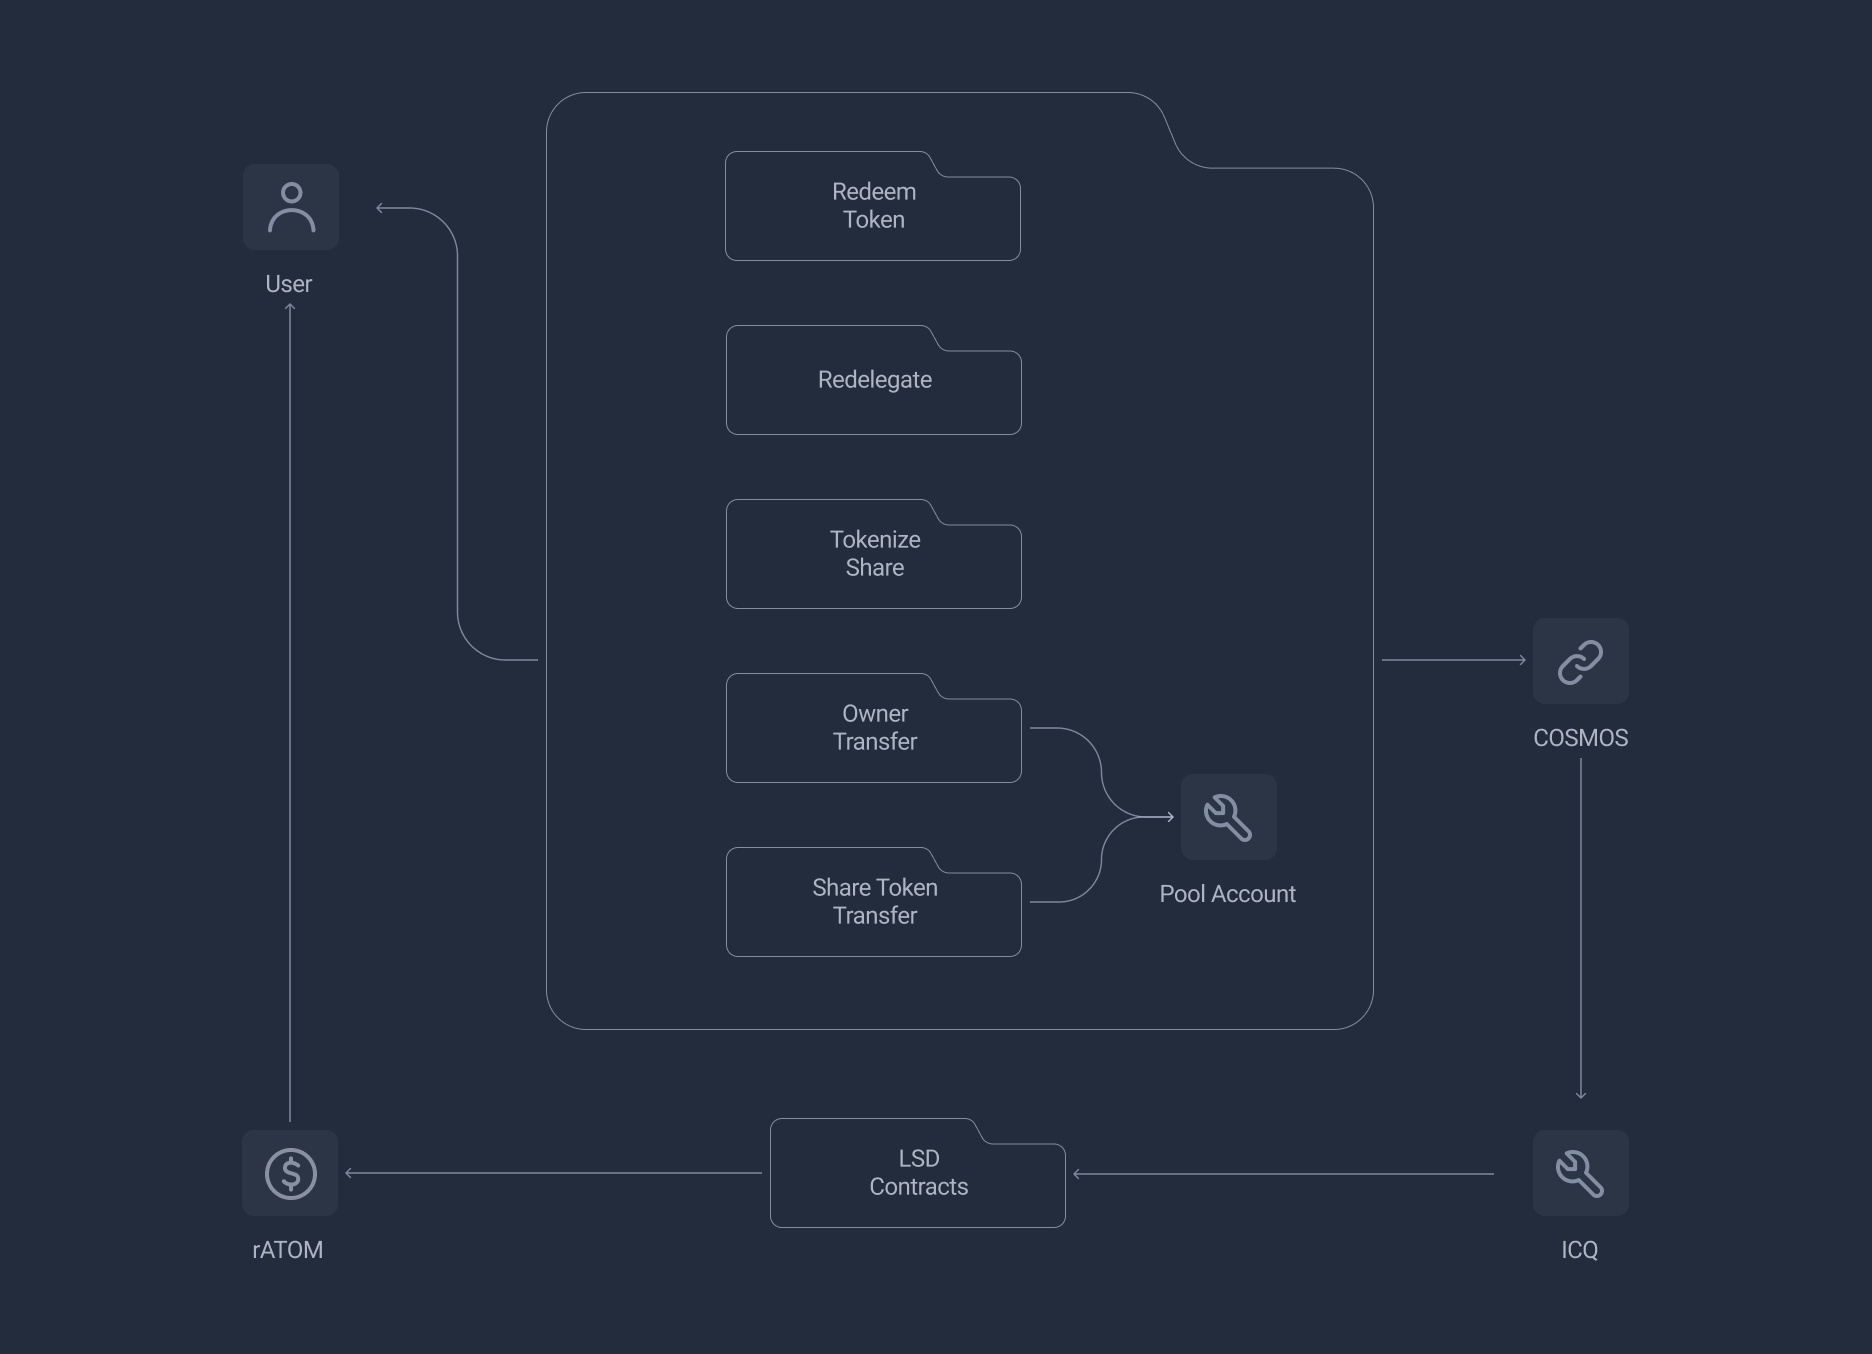 Redeem
Token
User
Redelegate
Tokenize
Share
Owner
Transfer
COSMOS
Share Token
Transfer
Pool Account
LSD
Contracts
rATOM
ICQ